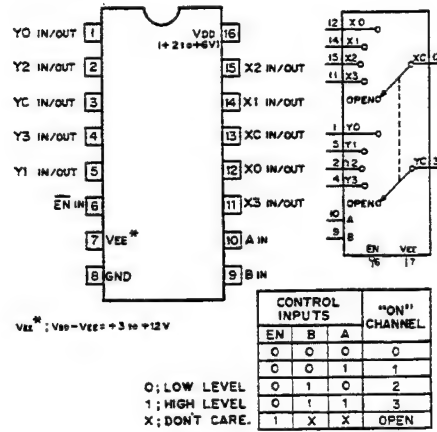 Y0 IN/OUT 1
Y2 IN/OUT 2
YC IN/OUT 3
Y3 IN/OUT 4
Y1 IN/OUT 5
EN IN 6
7 VEE*
8 GND
VDD 16
(+2 to +6V)
15 X2 IN/OUT
14 X1 IN/OUT
13 XC IN/OUT
12 X0 IN/OUT
11 X3 IN/OUT
10 A IN
9 B IN
12 X0
14 X1
15 X2
11 X3
OPEN
XC
1 Y0
5 Y1
2 Y2
4 Y3
OPEN
YC 3
10 A
9 B
EN VEE
6 7
VEE*; VDD-VEE=+3 to +12V
CONTROL INPUTS "ON" CHANNEL
EN B A
0 0 0 0
0 0 1 1
0 1 0 2
0 1 1 3
1 X X OPEN
0; LOW LEVEL
1; HIGH LEVEL
X; DON'T CARE.